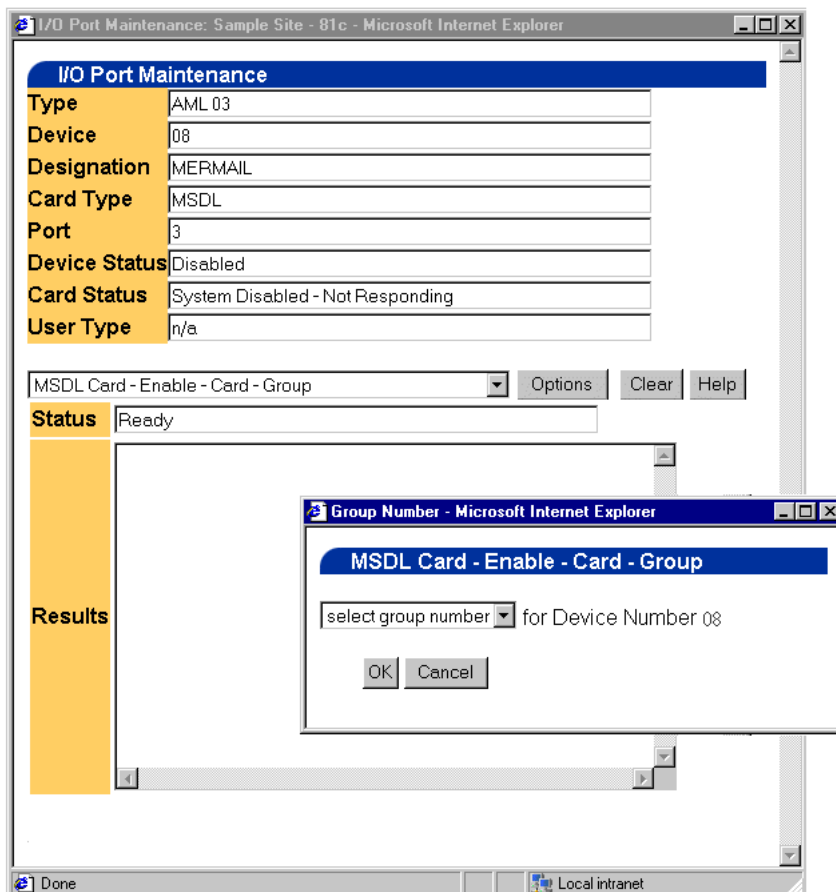 I/O Port Maintenance: Sample Site - 81c - Microsoft Internet Explorer
I/O Port Maintenance
Type AML 03
Device 08
Designation MERMAIL
Card Type MSDL
Port 3
Device Status Disabled
Card Status System Disabled - Not Responding
User Type n/a
MSDL Card - Enable - Card - Group Options Clear Help
Status Ready
Group Number - Microsoft Internet Explorer
MSDL Card - Enable - Card - Group
Results
select group number for Device Number 08
OK Cancel
Done Local intranet